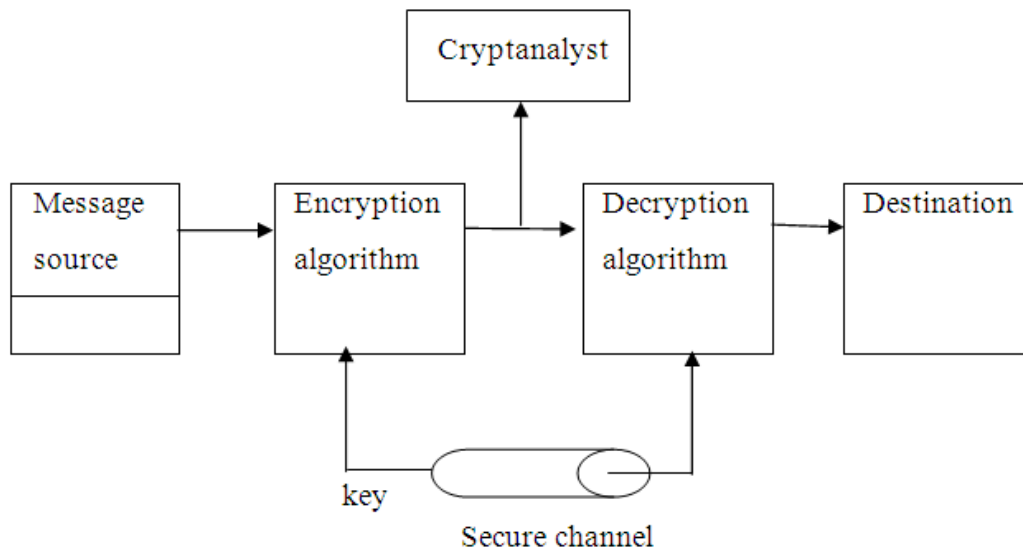 Cryptanalyst
Message
source
Encryption
algorithm
Decryption
algorithm
Destination
key
Secure channel